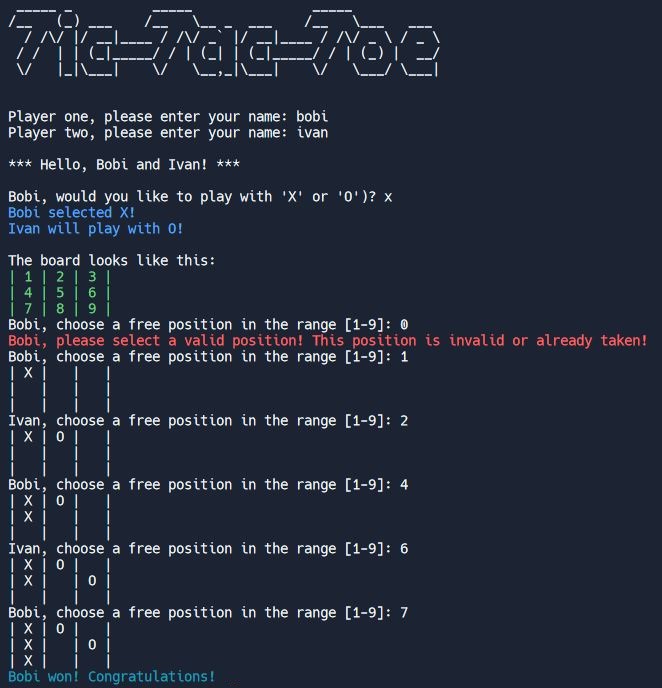 Tic-Tac-Toe
Player one, please enter your name: bobi
Player two, please enter your name: ivan
*** Hello, Bobi and Ivan! ***
Bobi, would you like to play with 'X' or 'O')? x
Bobi selected X!
Ivan will play with O!
The board looks like this:
| 1 | 2 | 3 |
| 4 | 5 | 6 |
| 7 | 8 | 9 |
Bobi, choose a free position in the range [1-9]: 0
Bobi, please select a valid position! This position is invalid or already taken!
Bobi, choose a free position in the range [1-9]: 1
| X |   |   |
|   |   |   |
|   |   |   |
Ivan, choose a free position in the range [1-9]: 2
| X | O |   |
|   |   |   |
|   |   |   |
Bobi, choose a free position in the range [1-9]: 4
| X | O |   |
| X |   |   |
|   |   |   |
Ivan, choose a free position in the range [1-9]: 6
| X | O |   |
| X |   | O |
|   |   |   |
Bobi, choose a free position in the range [1-9]: 7
| X | O |   |
| X |   | O |
| X |   |   |
Bobi won! Congratulations!